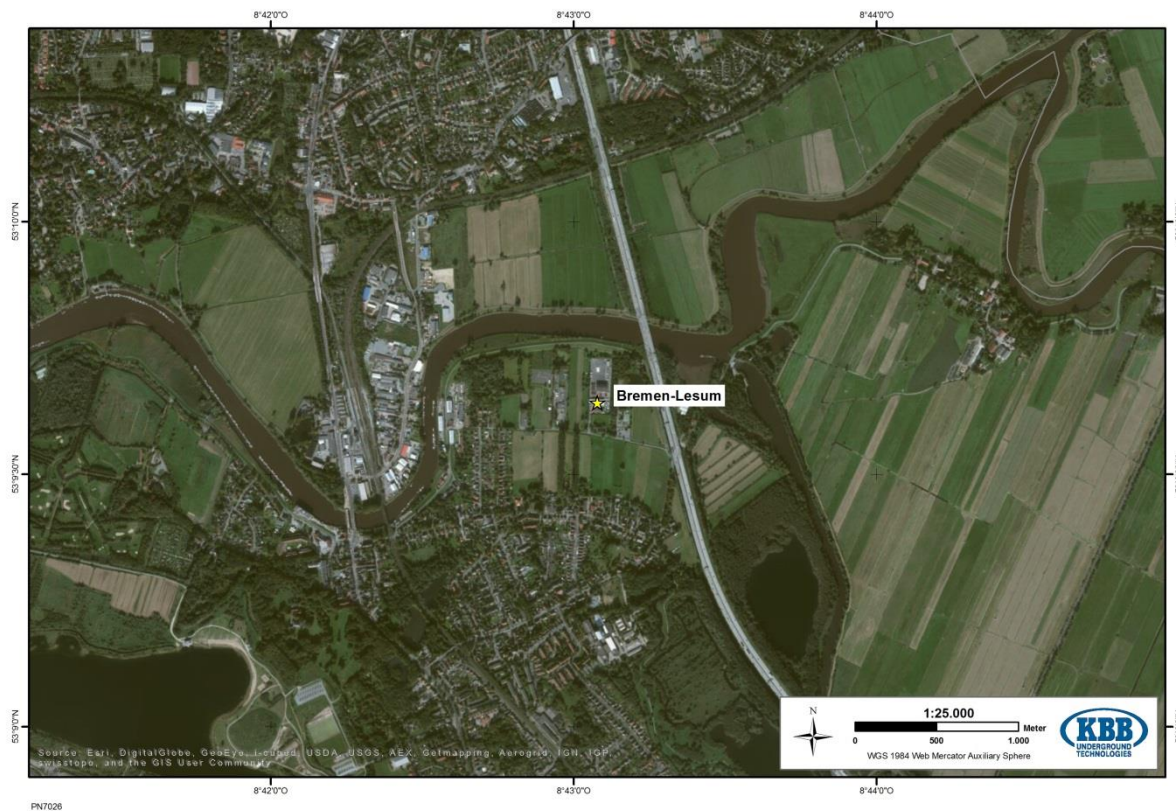 8°42'0"O 8°43'0"O 8°44'0"O
53°10'0"N
Bremen-Lesum
53°9'30"N
53°9'0"N
N
1:25.000
Meter
0 500 1.000
WGS 1984 Web Mercator Auxiliary Sphere
KBB
UNDERGROUND
TECHNOLOGIES
Source: Esri, DigitalGlobe, GeoEye, i-cubed, USDA, USGS, AEX, Getmapping, Aerogrid, IGN, IGP,
swisstopo, and the GIS User Community
8°42'0"O 8°43'0"O 8°44'0"O
PN7026